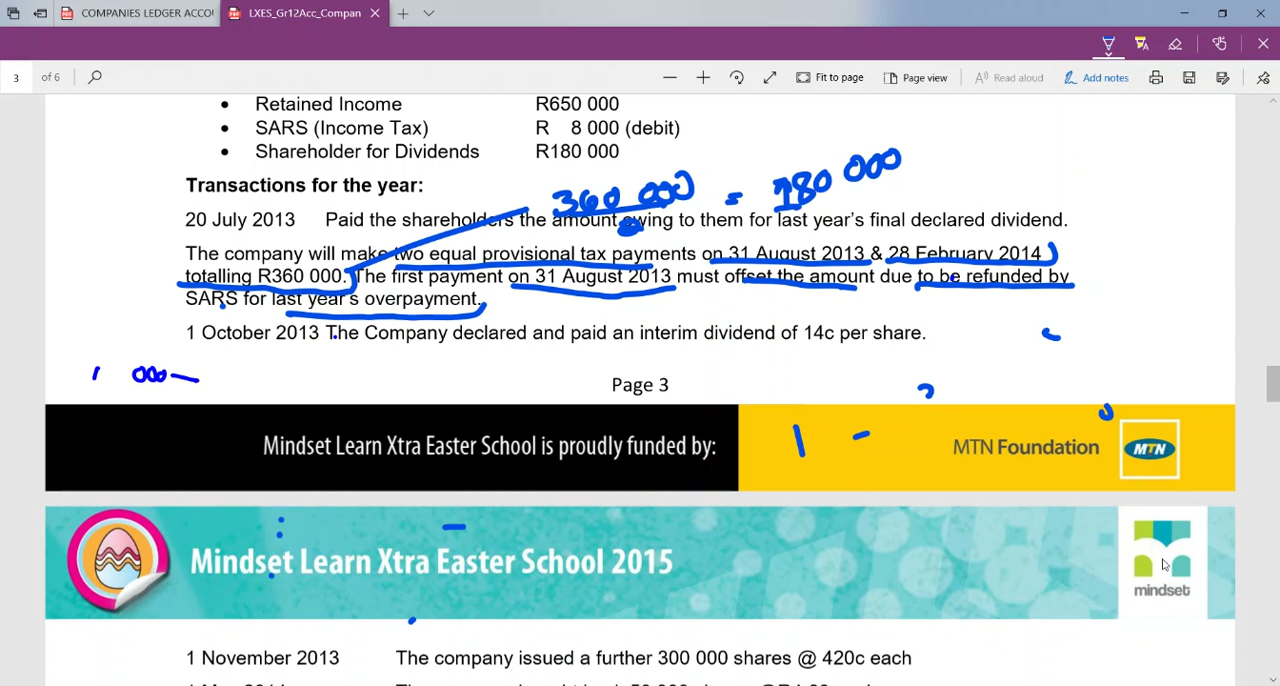 COMPANIES LEDGER ACCOU
LXES_Gr12Acc_Compan
3 of 6
Fit to page
Page view
Read aloud
Add notes
• Retained Income R650 000
• SARS (Income Tax) R 8 000 (debit)
• Shareholder for Dividends R180 000
360 000 = 180 000
Transactions for the year:
20 July 2013 Paid the shareholders the amount owing to them for last year's final declared dividend.
The company will make two equal provisional tax payments on 31 August 2013 & 28 February 2014
totalling R360 000. The first payment on 31 August 2013 must offset the amount due to be refunded by
SARS for last year's overpayment.
1 October 2013 The Company declared and paid an interim dividend of 14c per share.
Page 3
Mindset Learn Xtra Easter School is proudly funded by:
MTN Foundation
MTN
Mindset Learn Xtra Easter School 2015
mindset
1 November 2013 The company issued a further 300 000 shares @ 420c each